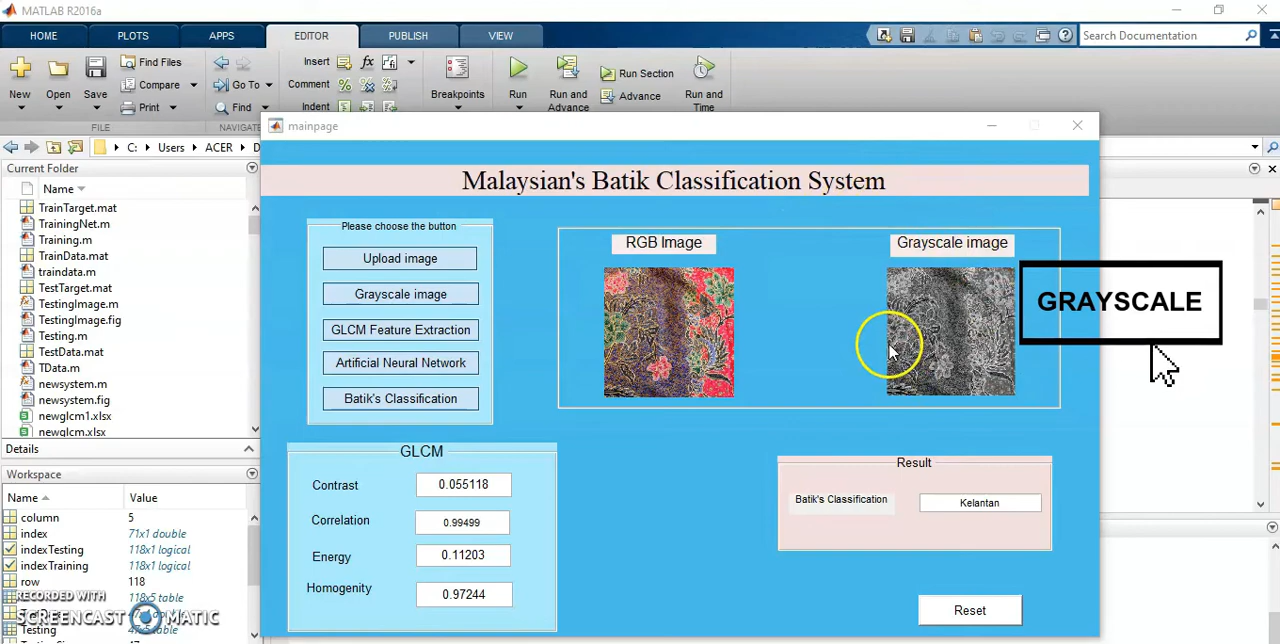 MATLAB R2016a
HOME PLOTS APPS EDITOR PUBLISH VIEW Search Documentation
New Open Save Find Files Compare Print
Go To Find
Insert Comment Indent
Breakpoints Run Run and ADVANCE Run Section Advance Run and Time
FILE NAVIGATE
C: Users ACER D
mainpage
Current Folder
Name
TrainTarget.mat
TrainingNet.m
Training.m
TrainData.mat
traindata.m
TestTarget.mat
TestingImage.m
TestingImage.fig
Testing.m
TestData.mat
TData.m
newsystem.m
newsystem.fig
newglcm1.xlsx
newglcm.xlsx
Details
Workspace
Name Value
column 5
index 71x1 double
indexTesting 118x1 logical
indexTraining 118x1 logical
row 118
118x5 table
Testing 47x5 table
RECORDED WITH
SCREENCAST MATIC
Malaysian's Batik Classification System
Please choose the button
Upload image
Grayscale image
GLCM Feature Extraction
Artificial Neural Network
Batik's Classification
RGB Image
Grayscale image
GRAYSCALE
GLCM
Contrast 0.055118
Correlation 0.99499
Energy 0.11203
Homogenity 0.97244
Result
Batik's Classification Kelantan
Reset